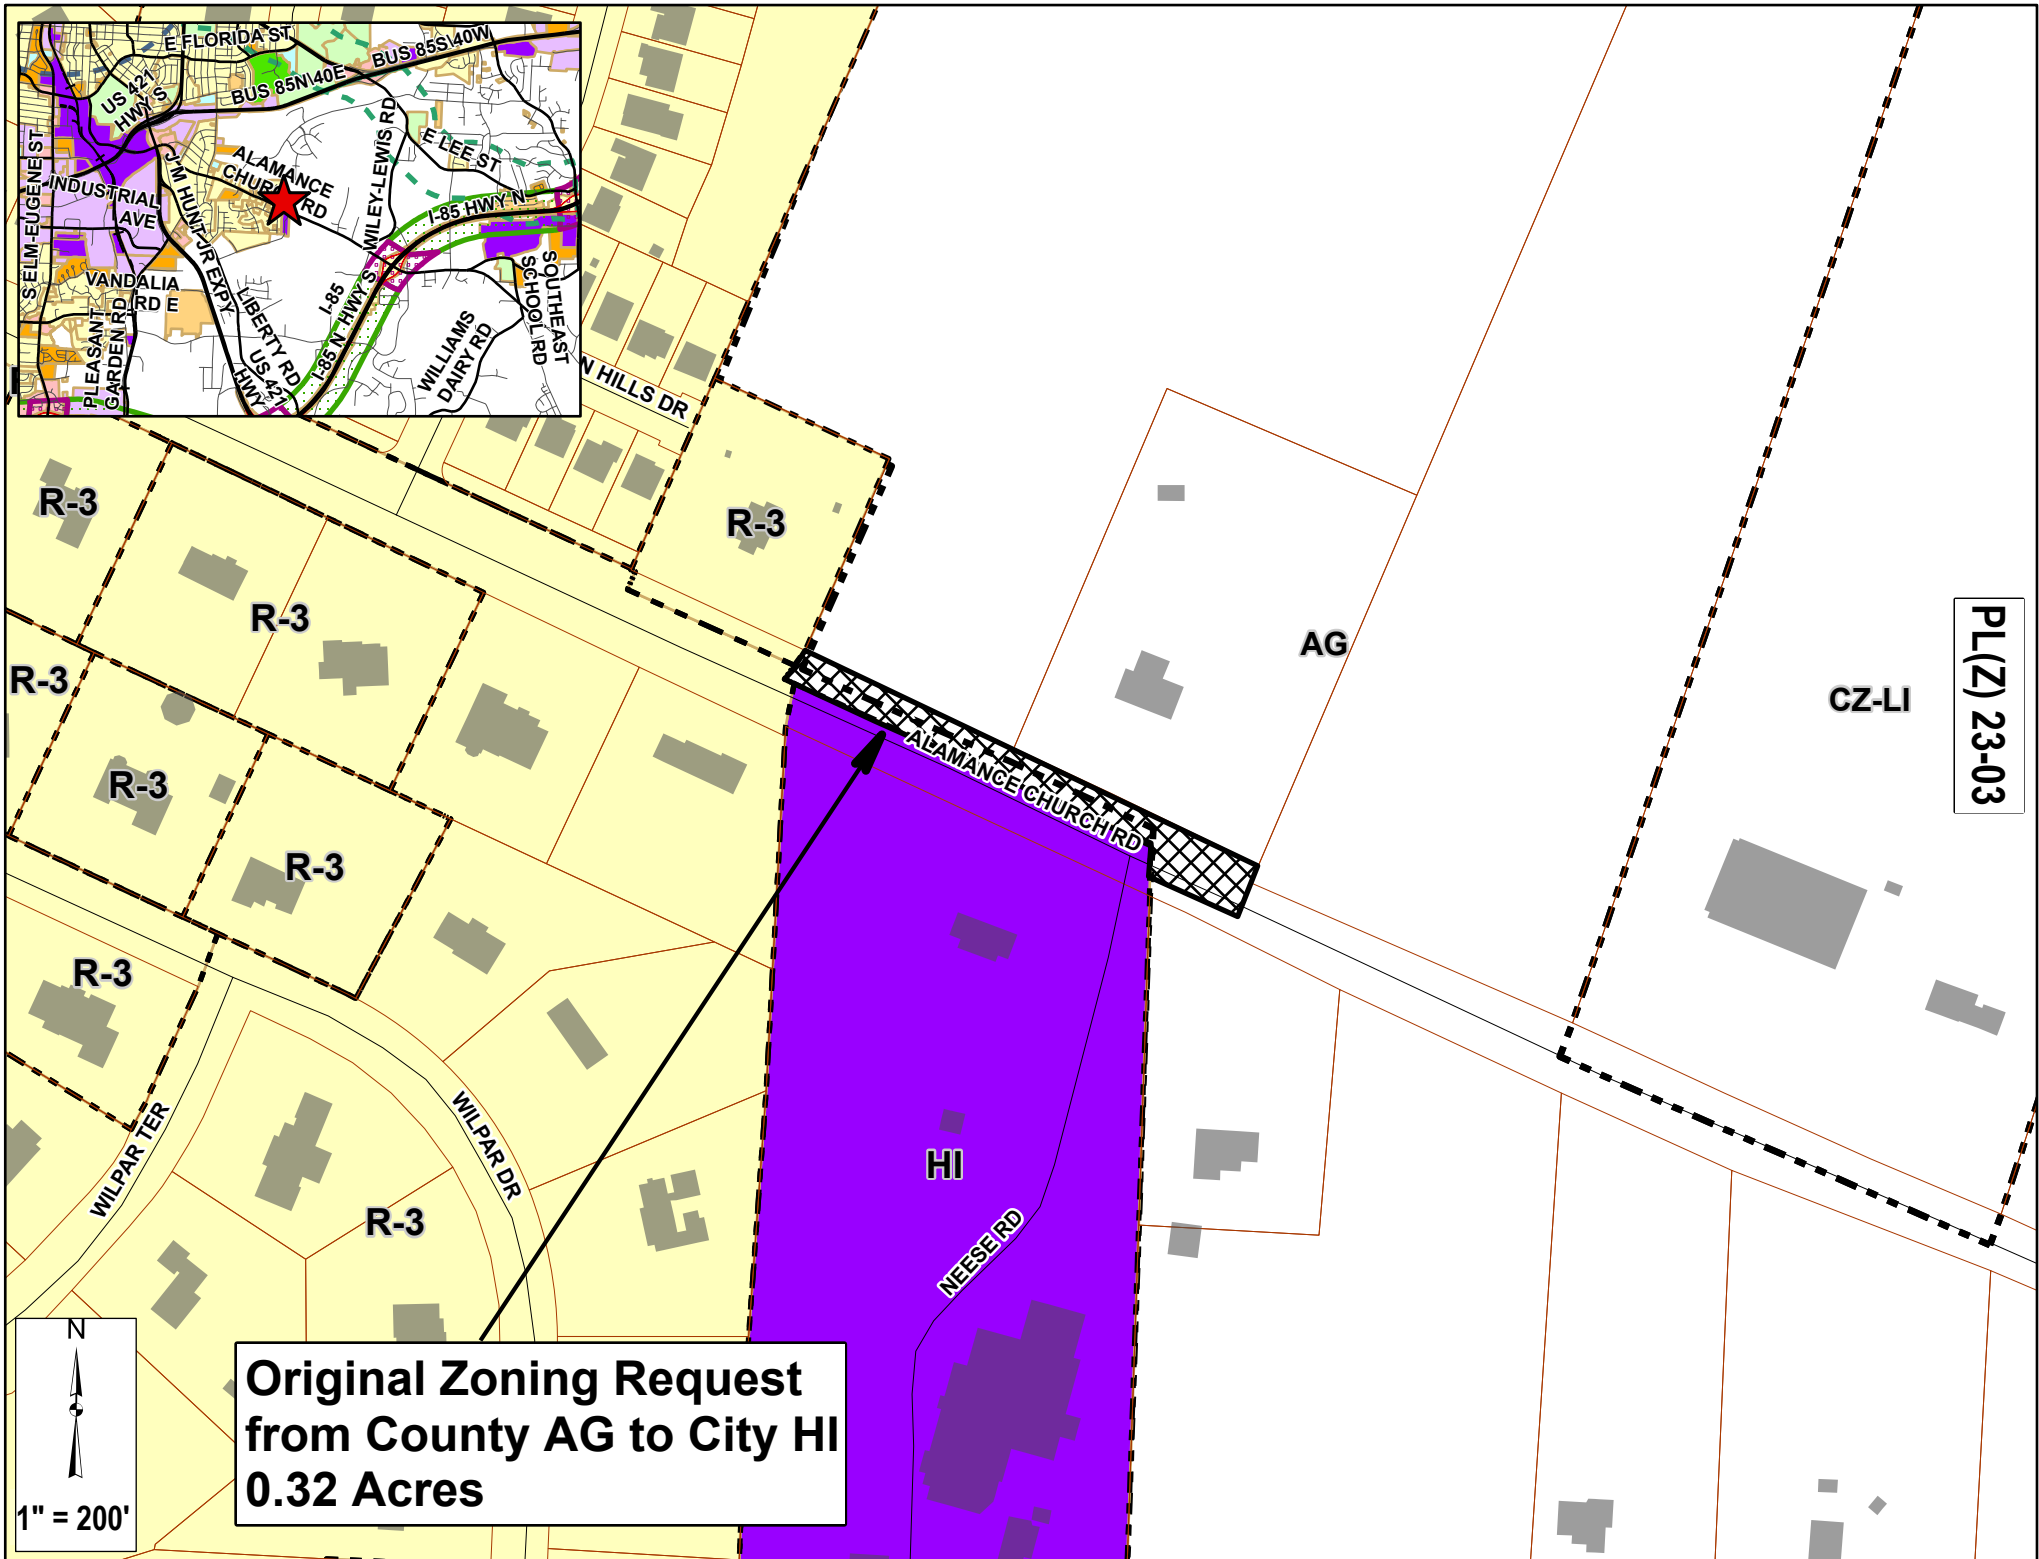 E FLORIDA ST
BUS 85S\40W
BUS 85N\40E
US 421
HWY S
S ELM-EUGENE ST
ALAMANCE
CHURCH RD
WILEY-LEWIS RD
E LEE ST
J M HUNT JR EXPY
INDUSTRIAL
AVE
I-85 HWY N
VANDALIA
RD E
PLEASANT
GARDEN RD
LIBERTY RD
US 421
HWY
I-85
I-85 N HWY S
WILLIAMS
DAIRY RD
SOUTHEAST
SCHOOL RD
N HILLS DR
R-3
R-3
R-3
R-3
R-3
R-3
R-3
R-3
AG
CZ-LI
PL(Z) 23-03
ALAMANCE CHURCH RD
HI
NEESE RD
WILPAR TER
WILPAR DR
N
1" = 200'
Original Zoning Request
from County AG to City HI
0.32 Acres